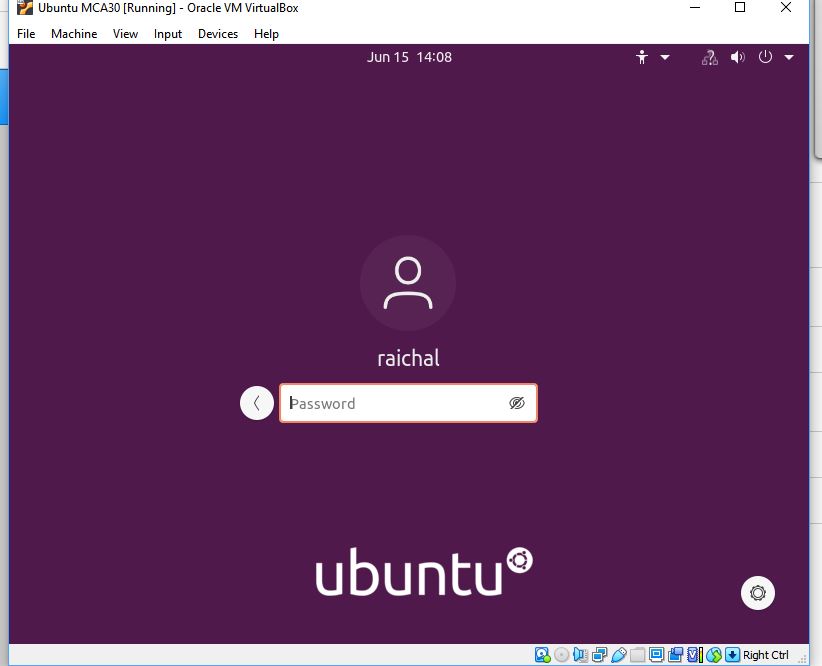 Ubuntu MCA30 [Running] - Oracle VM VirtualBox
File Machine View Input Devices Help
Jun 15 14:08
raichal
Password
ubuntu
Right Ctrl